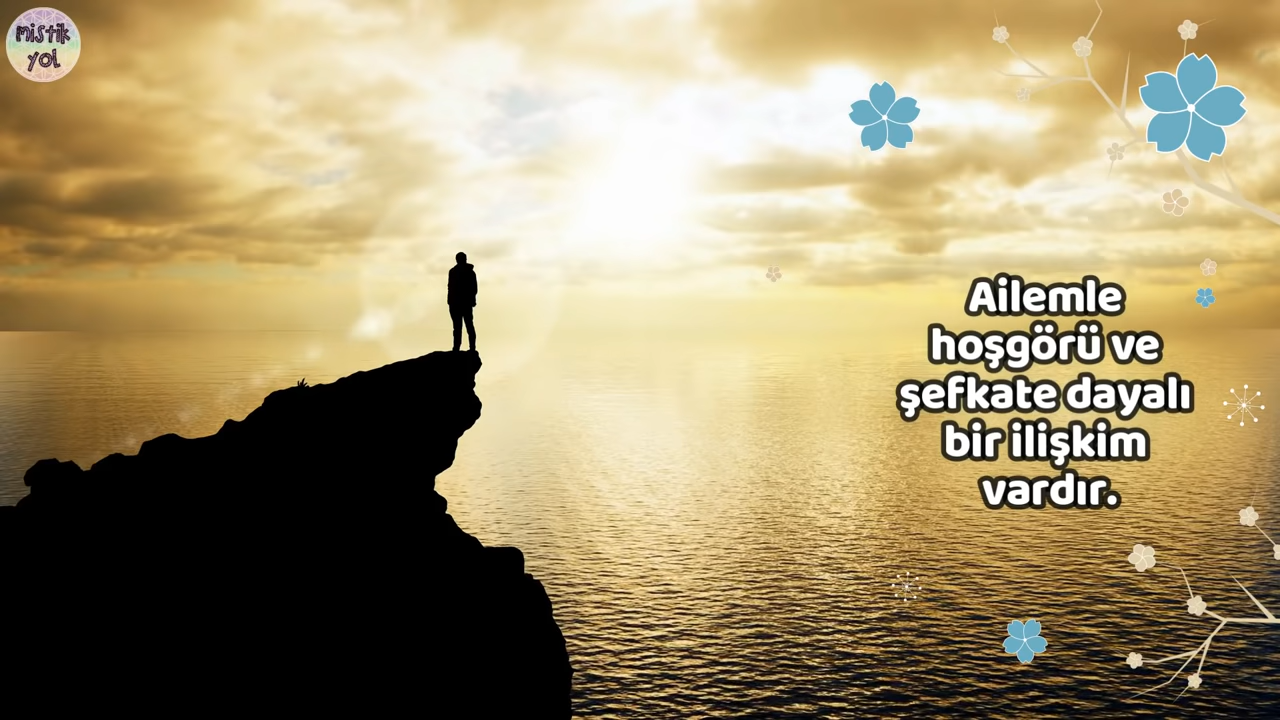 mistik
yol
Ailemle
hoşgörü ve
şefkate dayalı
bir ilişkim
vardır.